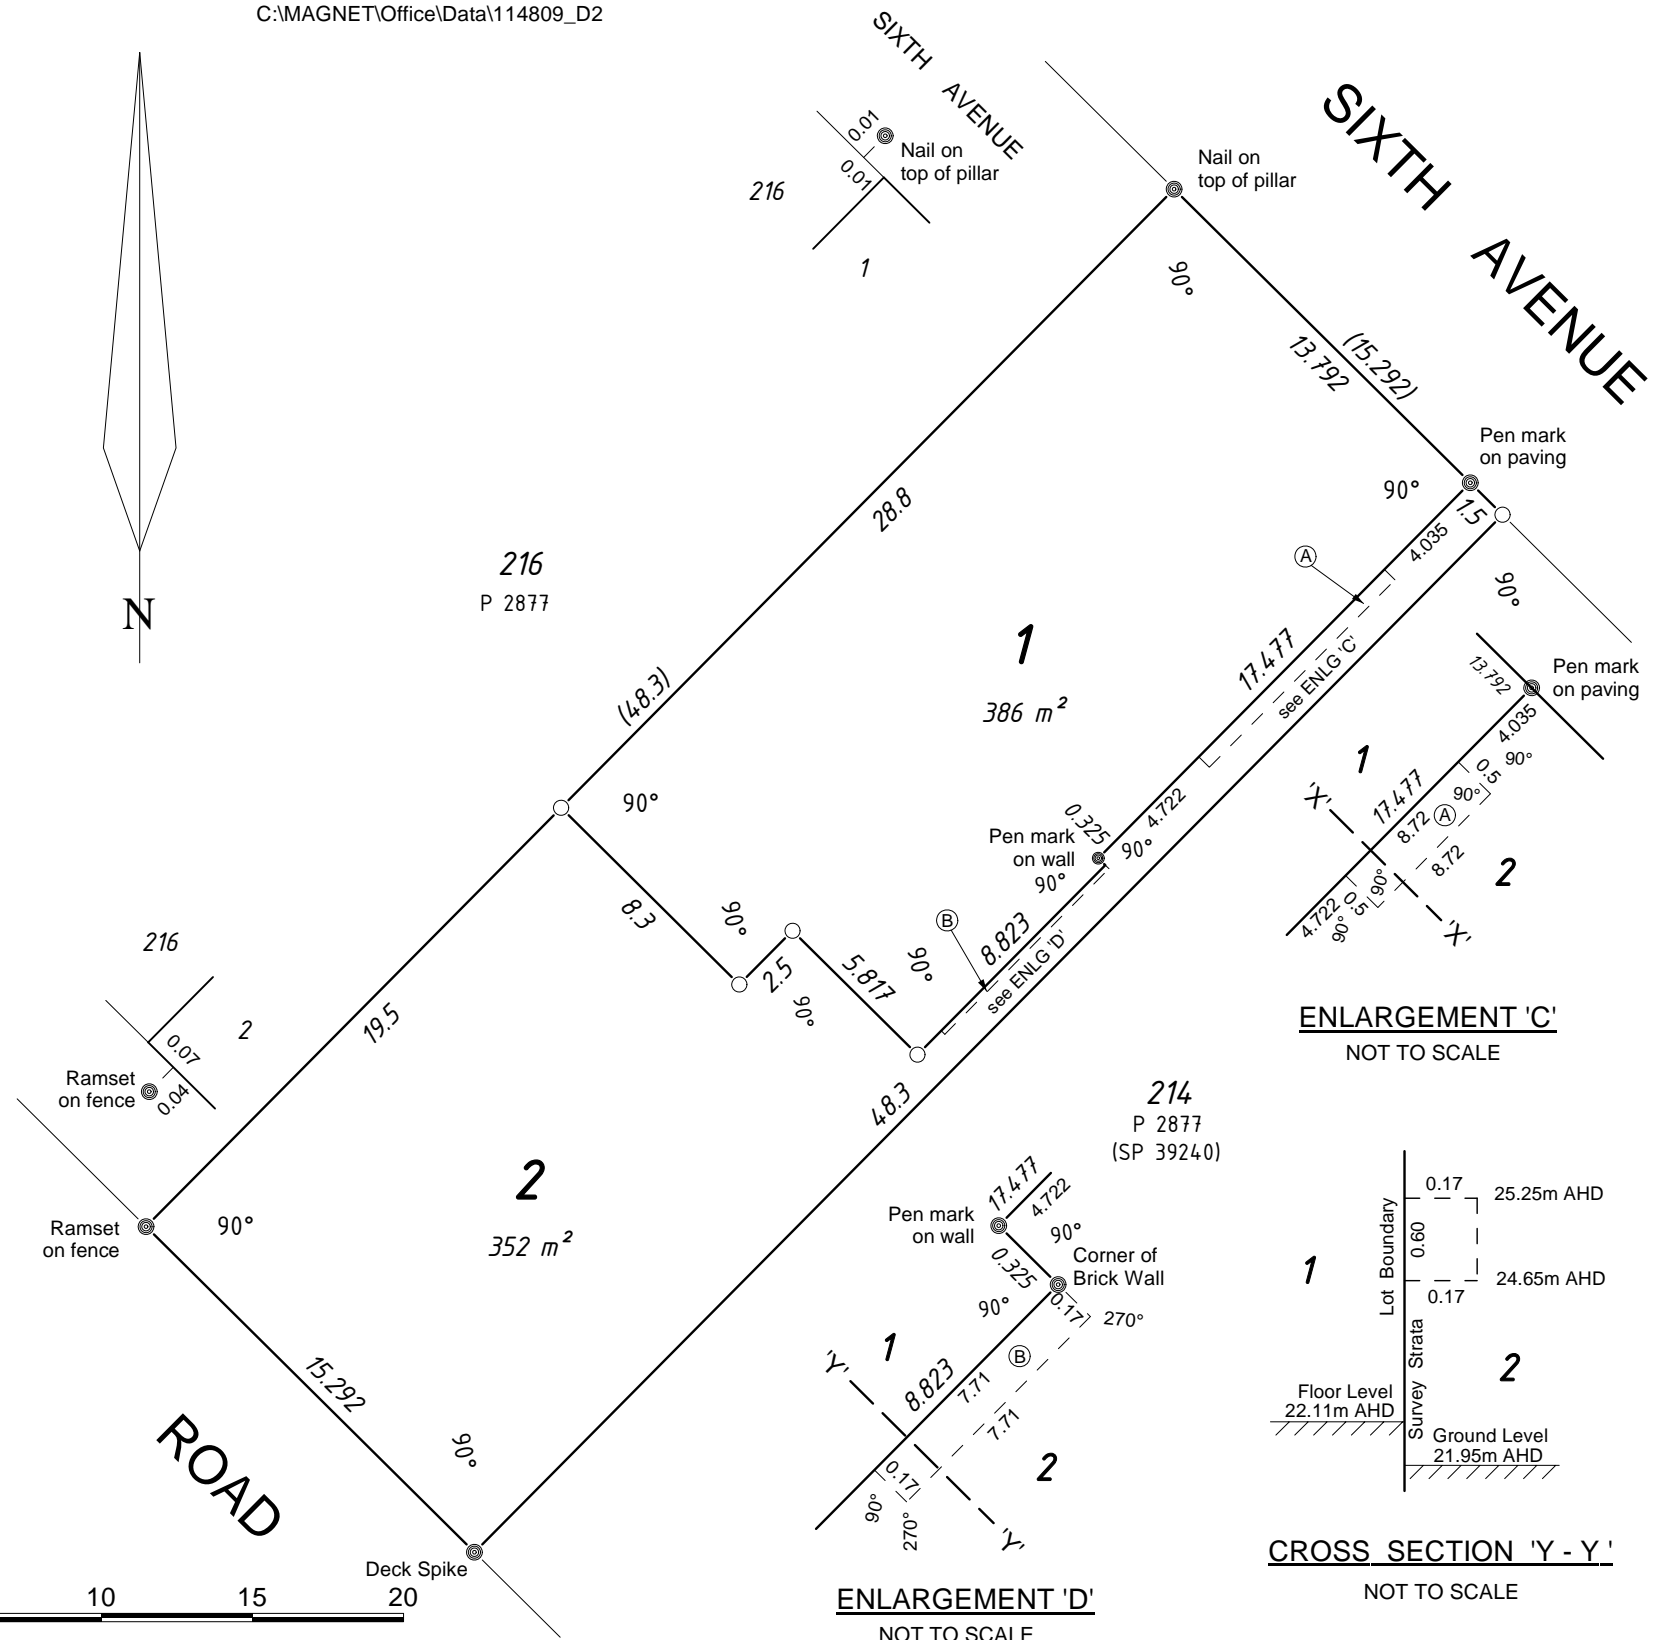 C:\MAGNET\Office\Data\114809_D2
SIXTH AVENUE
0.01
0.01
Nail on
top of pillar
216
1
N
Nail on
top of pillar
SIXTH AVENUE
90°
(15.292)
13.792
Pen mark
on paving
90°
1.5
4.035
A
90°
28.8
216
P 2877
(48.3)
1
386 m²
17.477
see ENLG 'C'
4.722
0.325
Pen mark
on wall
90°
90°
90°
8.3
90°
2.5
90°
5.817
90°
B
8.823
see ENLG 'D'
48.3
19.5
216
2
0.07
0.04
Ramset
on fence
Ramset
on fence
90°
2
352 m²
15.292
90°
ROAD
Deck Spike
10 15 20
214
P 2877
(SP 39240)
13.792
Pen mark
on paving
4.035
1
0.5
90°
90°
17.477
'X'
8.72
A
8.72
2
90°
0.5
4.722
90°
'X'
ENLARGEMENT 'C'
NOT TO SCALE
17.477
4.722
Pen mark
on wall
90°
0.325
Corner of
Brick Wall
90°
0.17
270°
1
'Y'
B
8.823
7.71
7.71
0.17
2
90°
270°
'Y'
ENLARGEMENT 'D'
NOT TO SCALE
0.17
25.25m AHD
0.60
24.65m AHD
0.17
1
Survey Strata Lot Boundary
2
Floor Level
22.11m AHD
Ground Level
21.95m AHD
CROSS SECTION 'Y - Y '
NOT TO SCALE